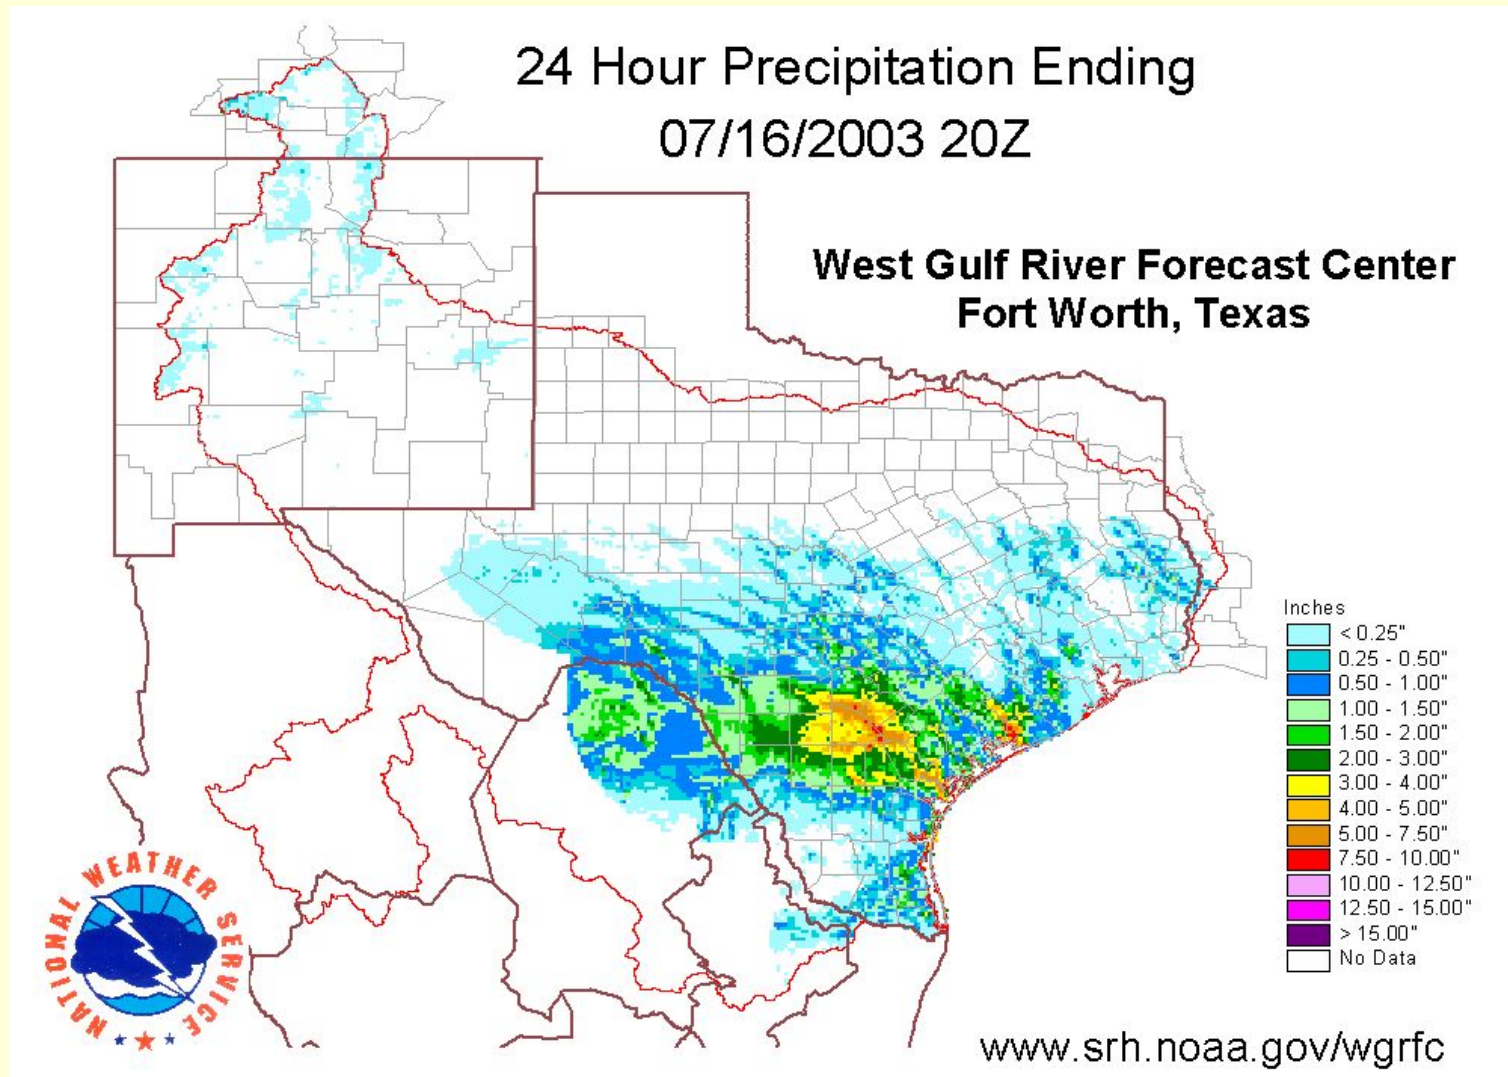 24 Hour Precipitation Ending
07/16/2003 20Z
West Gulf River Forecast Center
Fort Worth, Texas
Inches
< 0.25"
0.25 - 0.50"
0.50 - 1.00"
1.00 - 1.50"
1.50 - 2.00"
2.00 - 3.00"
3.00 - 4.00"
4.00 - 5.00"
5.00 - 7.50"
7.50 - 10.00"
10.00 - 12.50"
12.50 - 15.00"
> 15.00"
No Data
NATIONAL WEATHER SERVICE
www.srh.noaa.gov/wgrfc